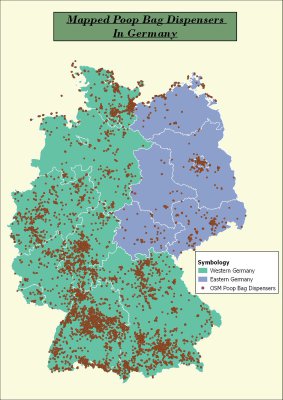 Mapped Poop Bag Dispensers
In Germany
Symbology
Western Germany
Eastern Germany
OSM Poop Bag Dispensers